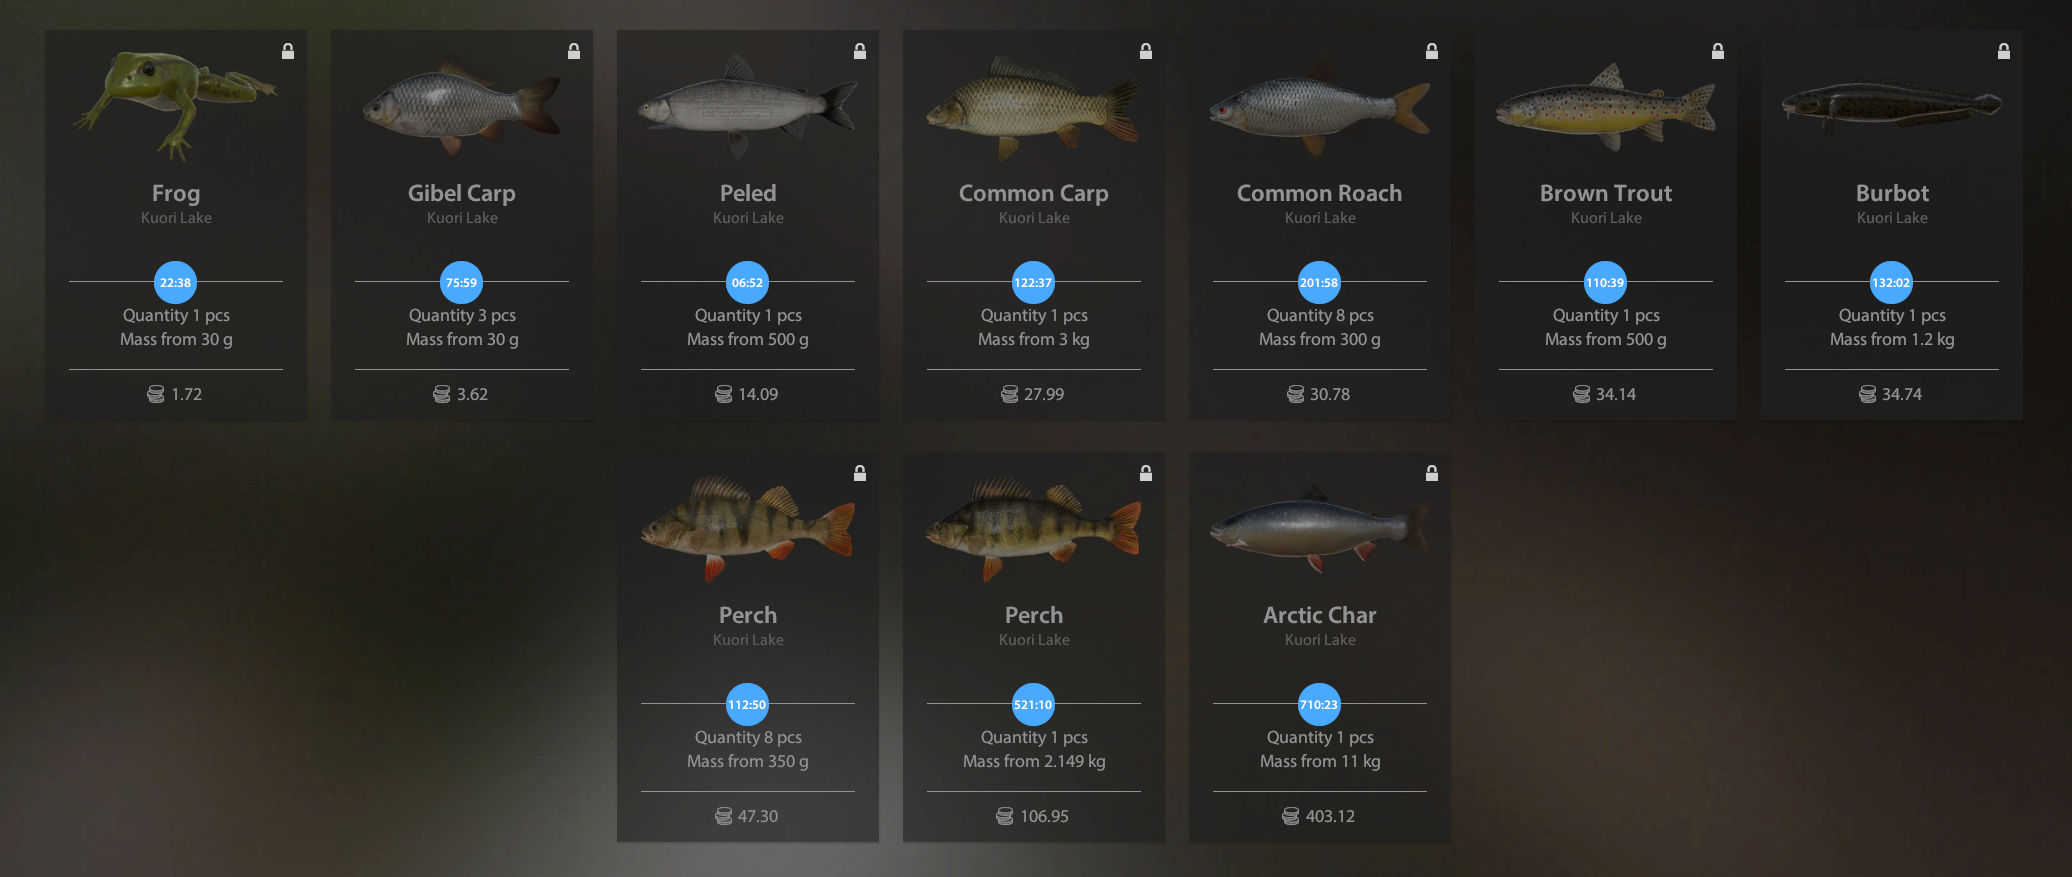 Frog
Kuori Lake
22:38
Quantity 1 pcs
Mass from 30 g
1.72
Gibel Carp
Kuori Lake
75:59
Quantity 3 pcs
Mass from 30 g
3.62
Peled
Kuori Lake
06:52
Quantity 1 pcs
Mass from 500 g
14.09
Common Carp
Kuori Lake
122:37
Quantity 1 pcs
Mass from 3 kg
27.99
Common Roach
Kuori Lake
201:58
Quantity 8 pcs
Mass from 300 g
30.78
Brown Trout
Kuori Lake
110:39
Quantity 1 pcs
Mass from 500 g
34.14
Burbot
Kuori Lake
132:02
Quantity 1 pcs
Mass from 1.2 kg
34.74
Perch
Kuori Lake
112:50
Quantity 8 pcs
Mass from 350 g
47.30
Perch
Kuori Lake
521:10
Quantity 1 pcs
Mass from 2.149 kg
106.95
Arctic Char
Kuori Lake
710:23
Quantity 1 pcs
Mass from 11 kg
403.12